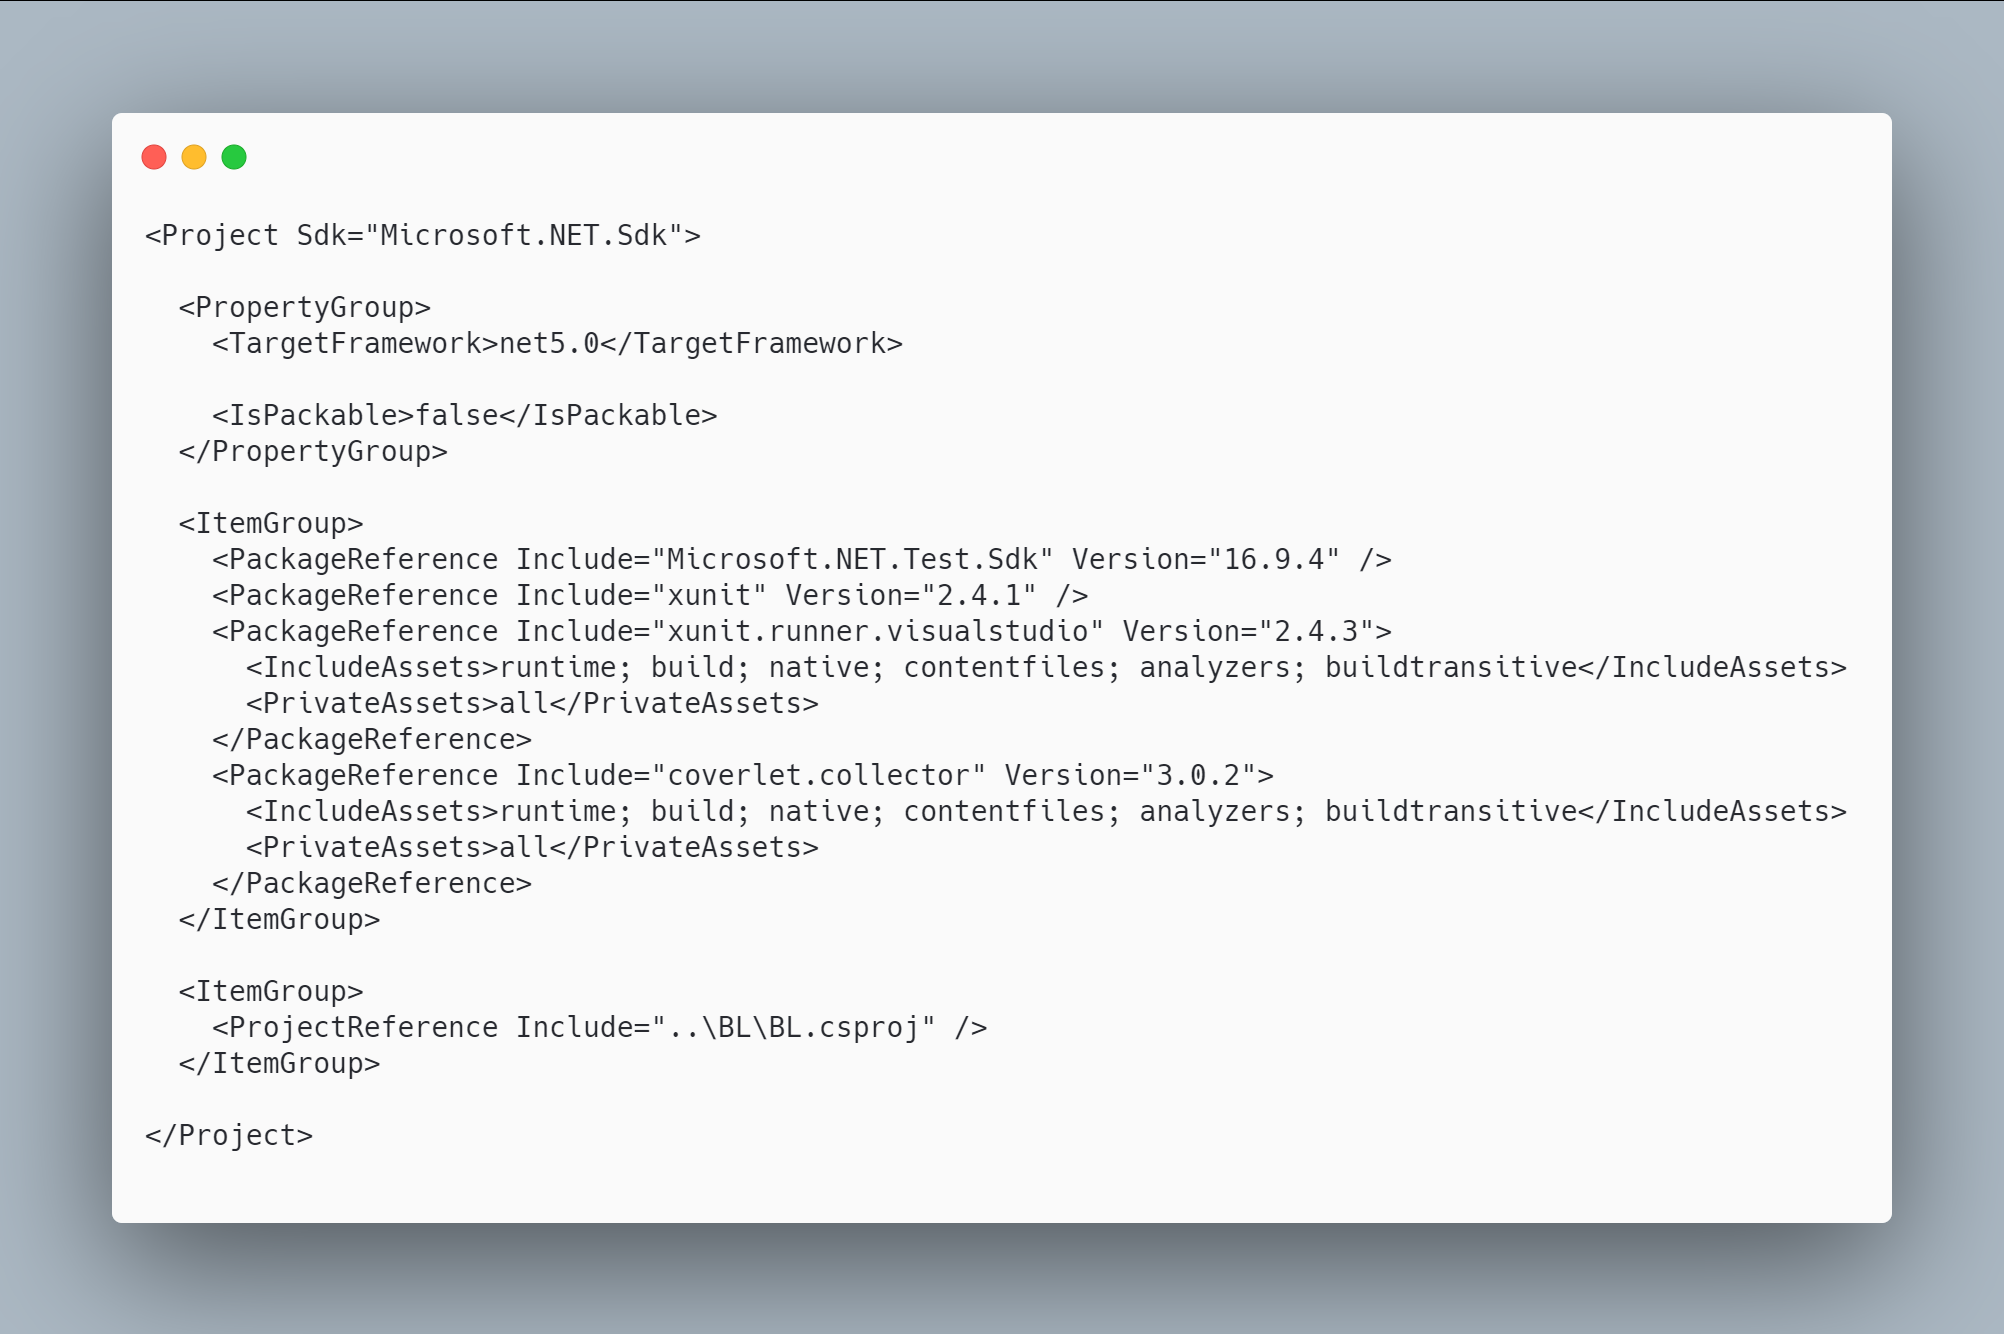 <Project Sdk="Microsoft.NET.Sdk">

  <PropertyGroup>
    <TargetFramework>net5.0</TargetFramework>

    <IsPackable>false</IsPackable>
  </PropertyGroup>

  <ItemGroup>
    <PackageReference Include="Microsoft.NET.Test.Sdk" Version="16.9.4" />
    <PackageReference Include="xunit" Version="2.4.1" />
    <PackageReference Include="xunit.runner.visualstudio" Version="2.4.3">
      <IncludeAssets>runtime; build; native; contentfiles; analyzers; buildtransitive</IncludeAssets>
      <PrivateAssets>all</PrivateAssets>
    </PackageReference>
    <PackageReference Include="coverlet.collector" Version="3.0.2">
      <IncludeAssets>runtime; build; native; contentfiles; analyzers; buildtransitive</IncludeAssets>
      <PrivateAssets>all</PrivateAssets>
    </PackageReference>
  </ItemGroup>

  <ItemGroup>
    <ProjectReference Include="..\BL\BL.csproj" />
  </ItemGroup>

</Project>